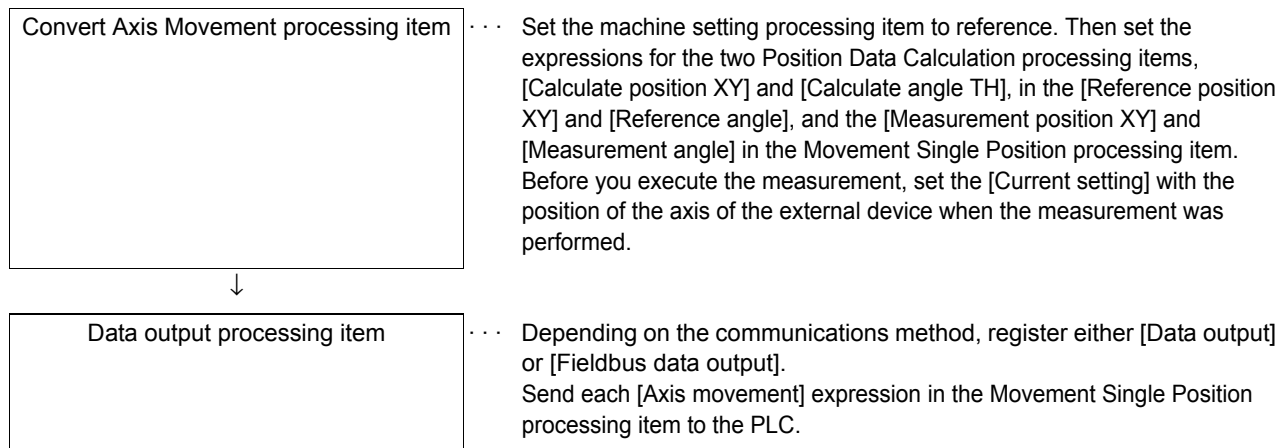 Convert Axis Movement processing item ··· Set the machine setting processing item to reference. Then set the
expressions for the two Position Data Calculation processing items,
[Calculate position XY] and [Calculate angle TH], in the [Reference position
XY] and [Reference angle], and the [Measurement position XY] and
[Measurement angle] in the Movement Single Position processing item.
Before you execute the measurement, set the [Current setting] with the
position of the axis of the external device when the measurement was
performed.
↓
Data output processing item ··· Depending on the communications method, register either [Data output]
or [Fieldbus data output].
Send each [Axis movement] expression in the Movement Single Position
processing item to the PLC.